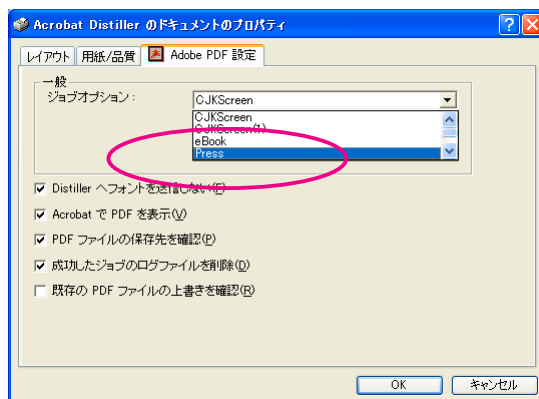 Acrobat Distiller のドキュメントのプロパティ
レイアウト 用紙/品質 Adobe PDF 設定
一般
ジョブオプション：
CJKScreen
CJKScreen
CJKScreen(1)
eBook
Press
Distiller へフォントを送信しない(F)
Acrobat で PDF を表示(V)
PDF ファイルの保存先を確認(P)
成功したジョブのログファイルを削除(D)
既存の PDF ファイルの上書きを確認(R)
OK キャンセル